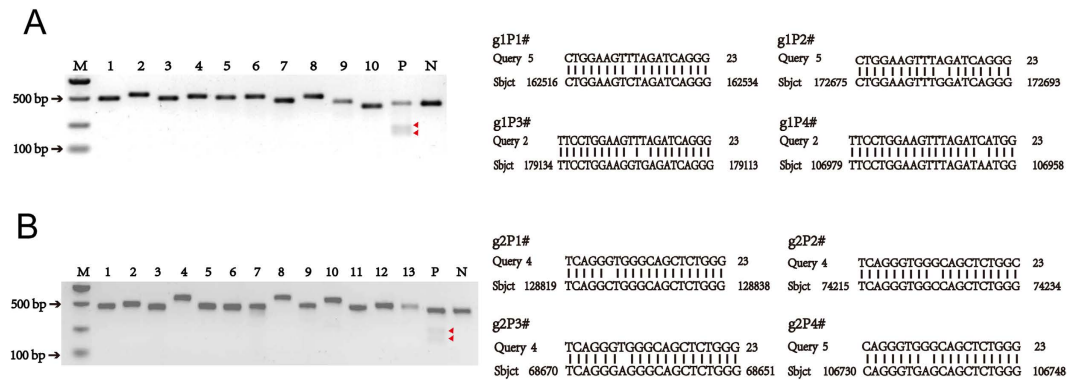 A
M 1 2 3 4 5 6 7 8 9 10 P N
500 bp
100 bp
g1P1#
Query 5 CTGGAAGTTTAGATCAGGG 23
Sbjct 162516 CTGGAAGTCTAGATCAGGG 162534
g1P2#
Query 5 CTGGAAGTTTAGATCAGGG 23
Sbjct 172675 CTGGAAGTTTGGATCAGGG 172693
g1P3#
Query 2 TTCCTGGAAGTTTAGATCAGGG 23
Sbjct 179134 TTCCTGGAAGGTGAGATCAGGG 179113
g1P4#
Query 2 TTCCTGGAAGTTTAGATCATGG 23
Sbjct 106979 TTCCTGGAAGTTTAGATAATGG 106958
B
M 1 2 3 4 5 6 7 8 9 10 11 12 13 P N
500 bp
100 bp
g2P1#
Query 4 TCAGGGTGGGCAGCTCTGGG 23
Sbjct 128819 TCAGGCTGGGCAGCTCTGGG 128838
g2P2#
Query 4 TCAGGGTGGGCAGCTCTGGC 23
Sbjct 74215 TCAGGGTGGCCAGCTCTGGG 74234
g2P3#
Query 4 TCAGGGTGGGCAGCTCTGGG 23
Sbjct 68670 TCAGGGAGGGCAGCTCTGGG 68651
g2P4#
Query 5 CAGGGTGGGCAGCTCTGGG 23
Sbjct 106730 CAGGGTGAGCAGCTCTGGG 106748